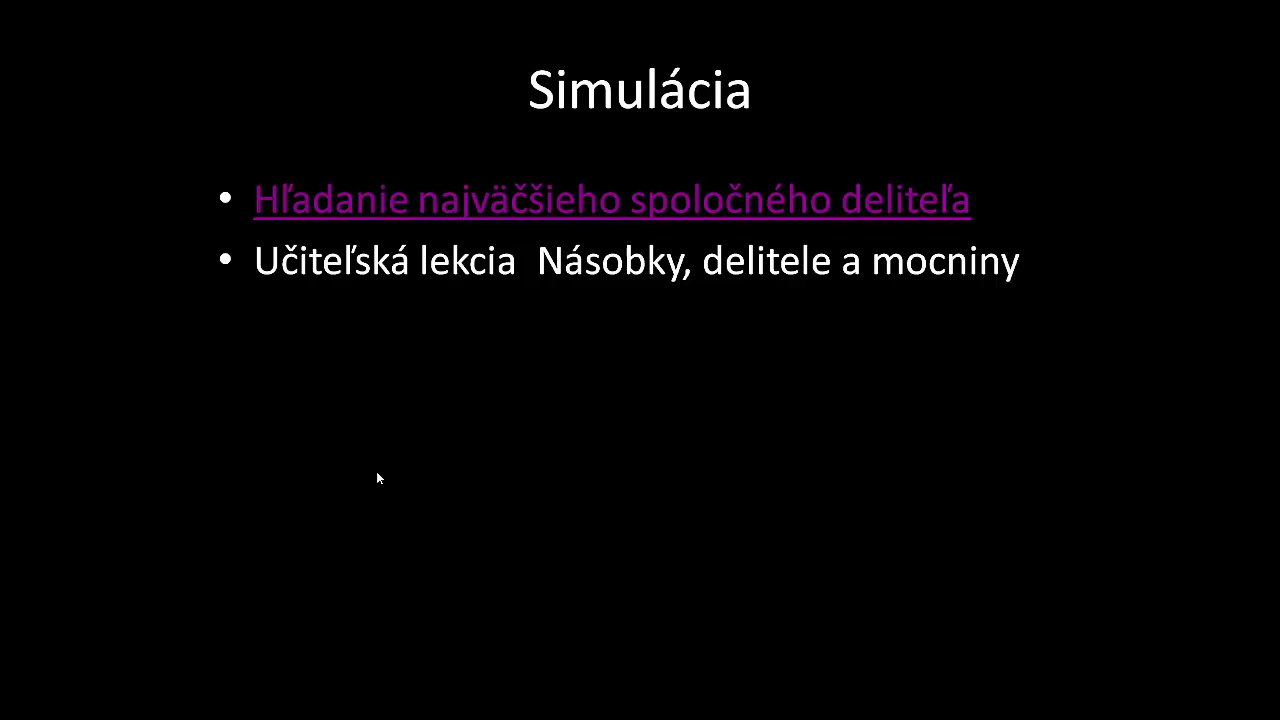 Simulácia
• Hľadanie najväčšieho spoločného deliteľa
• Učiteľská lekcia  Násobky, delitele a mocniny